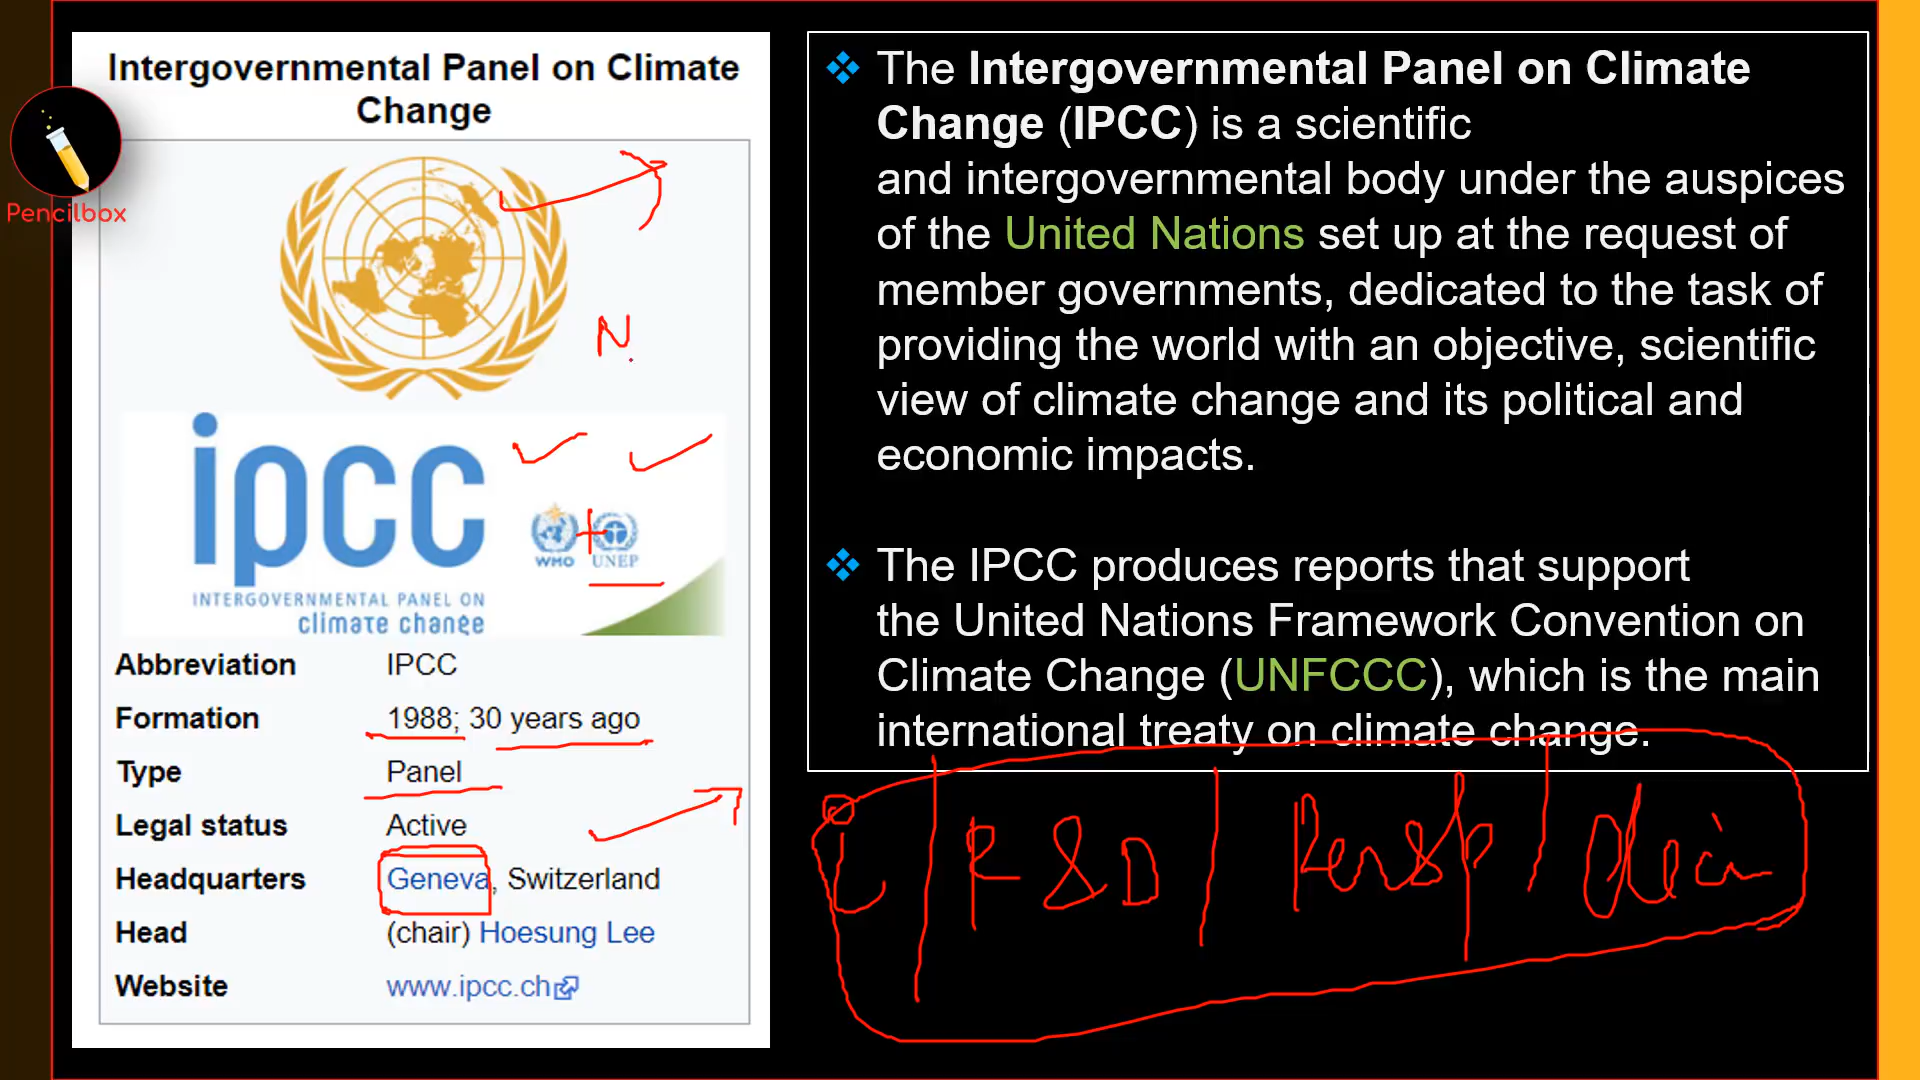 Intergovernmental Panel on Climate
Change
Pencilbox
N
ipcc
WMO UNEP
INTERGOVERNMENTAL PANEL ON
climate change
Abbreviation IPCC
Formation 1988; 30 years ago
Type Panel
Legal status Active
Headquarters Geneva, Switzerland
Head (chair) Hoesung Lee
Website www.ipcc.ch
The Intergovernmental Panel on Climate
Change (IPCC) is a scientific
and intergovernmental body under the auspices
of the United Nations set up at the request of
member governments, dedicated to the task of
providing the world with an objective, scientific
view of climate change and its political and
economic impacts.
The IPCC produces reports that support
the United Nations Framework Convention on
Climate Change (UNFCCC), which is the main
international treaty on climate change.
R&D